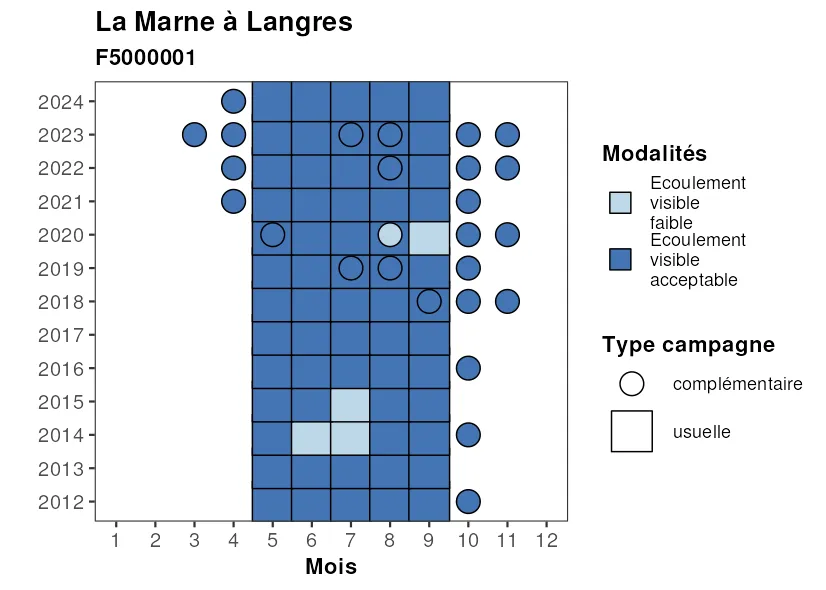 La Marne à Langres
F5000001
2024
2023
2022
2021
2020
2019
2018
2017
2016
2015
2014
2013
2012
1 2 3 4 5 6 7 8 9 10 11 12
Mois
Modalités
Ecoulement
visible
faible
Ecoulement
visible
acceptable
Type campagne
complémentaire
usuelle